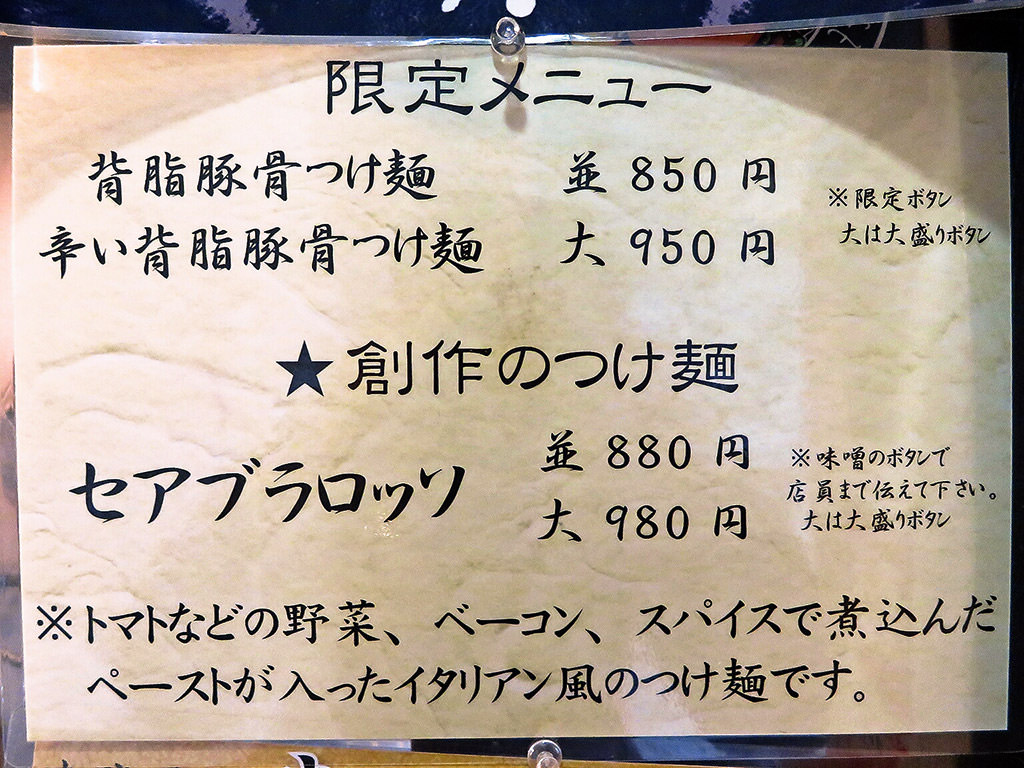 限定メニュー
背脂豚骨つけ麺 並 850 円
※限定ボタン
辛い背脂豚骨つけ麺 大 950 円
大は大盛りボタン
★創作のつけ麺
セアブラロッソ
並 880 円
大 980 円
※味噌のボタンで
店員まで伝えて下さい。
大は大盛りボタン
※トマトなどの野菜、ベーコン、スパイスで煮込んだ
ペーストが入ったイタリアン風のつけ麺です。